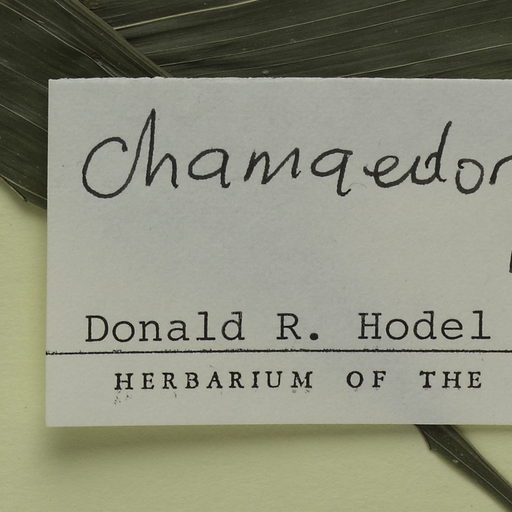 Chamaedor
Donald R. Hodel
HERBARIUM OF THE